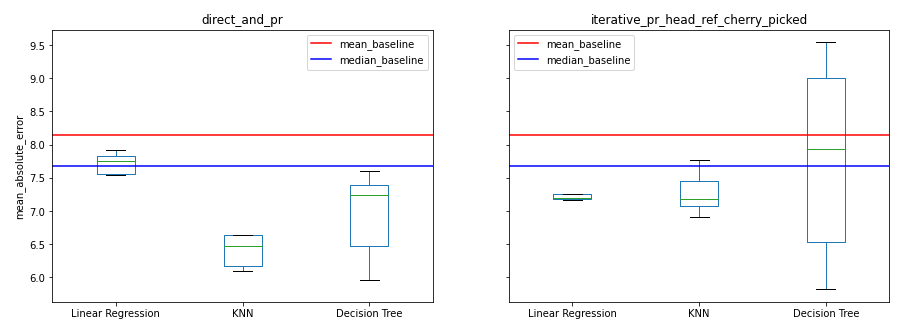 direct_and_pr
iterative_pr_head_ref_cherry_picked
mean_absolute_error
9.5
9.0
8.5
8.0
7.5
7.0
6.5
6.0
mean_baseline
median_baseline
mean_baseline
median_baseline
Linear Regression
KNN
Decision Tree
Linear Regression
KNN
Decision Tree